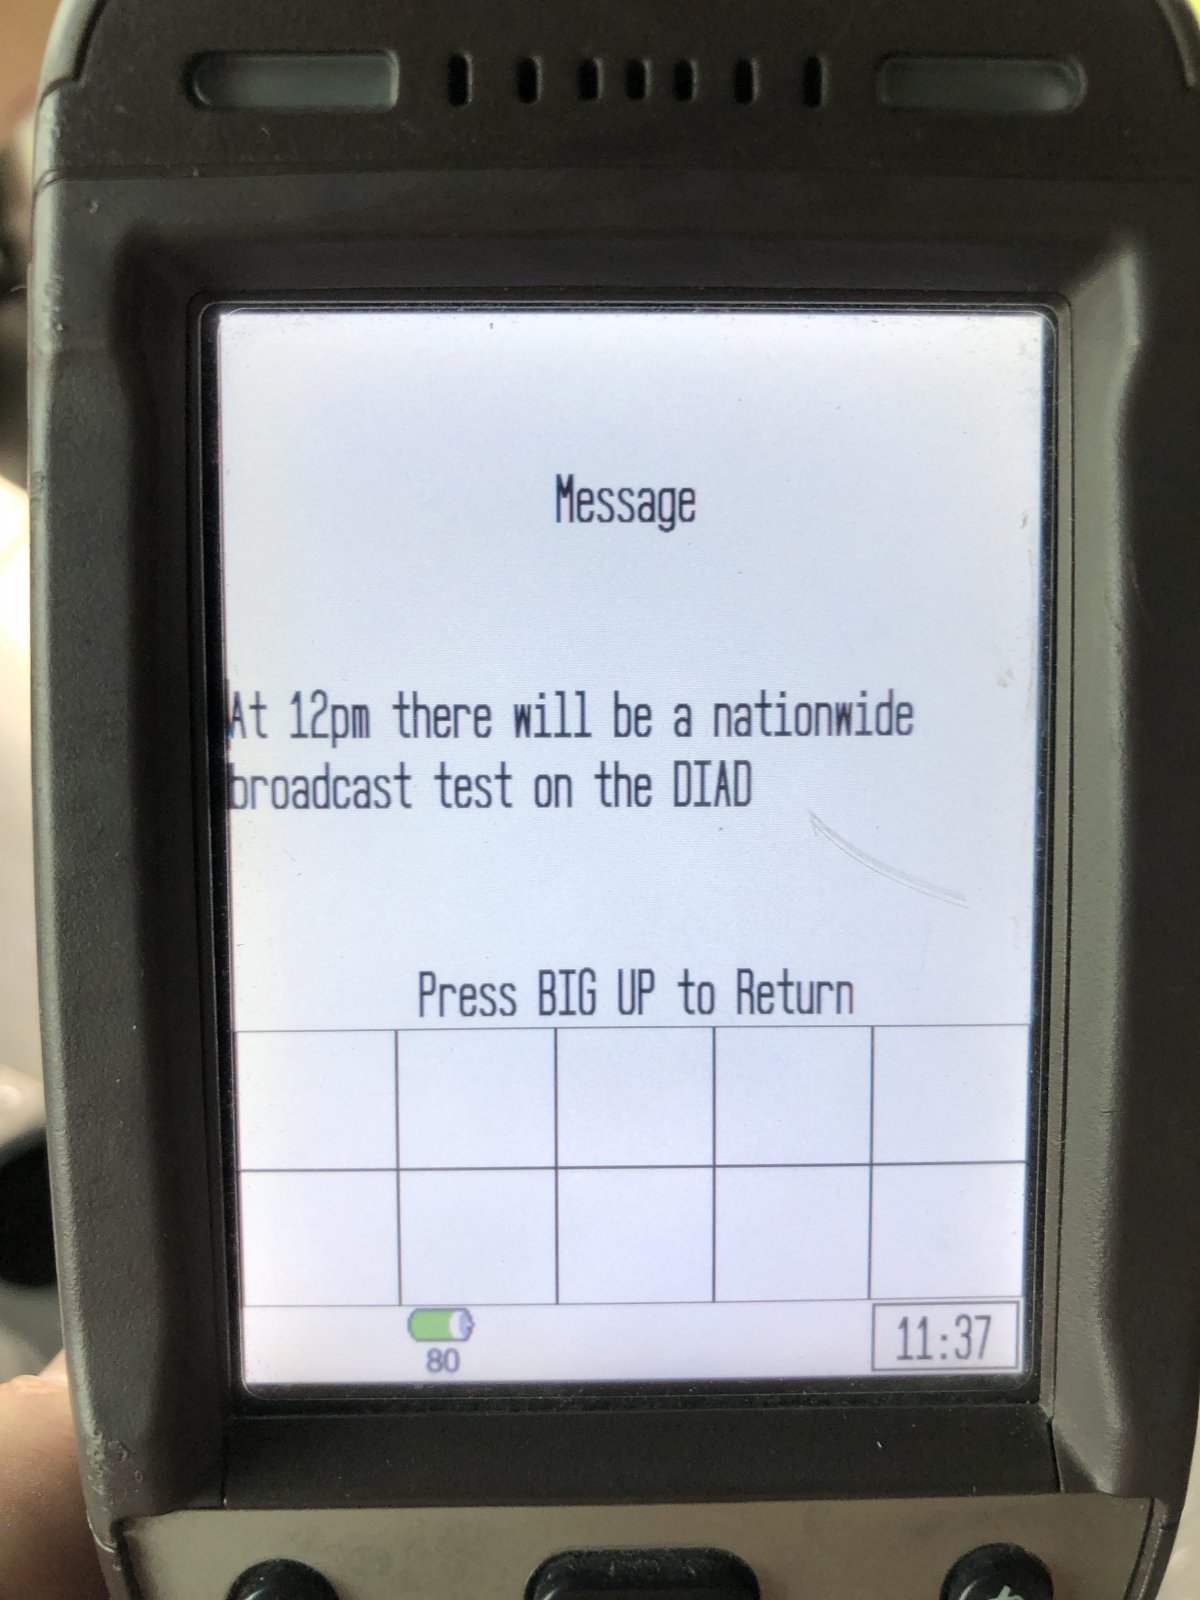 Message
At 12pm there will be a nationwide
broadcast test on the DIAD
Press BIG UP to Return
80
11:37